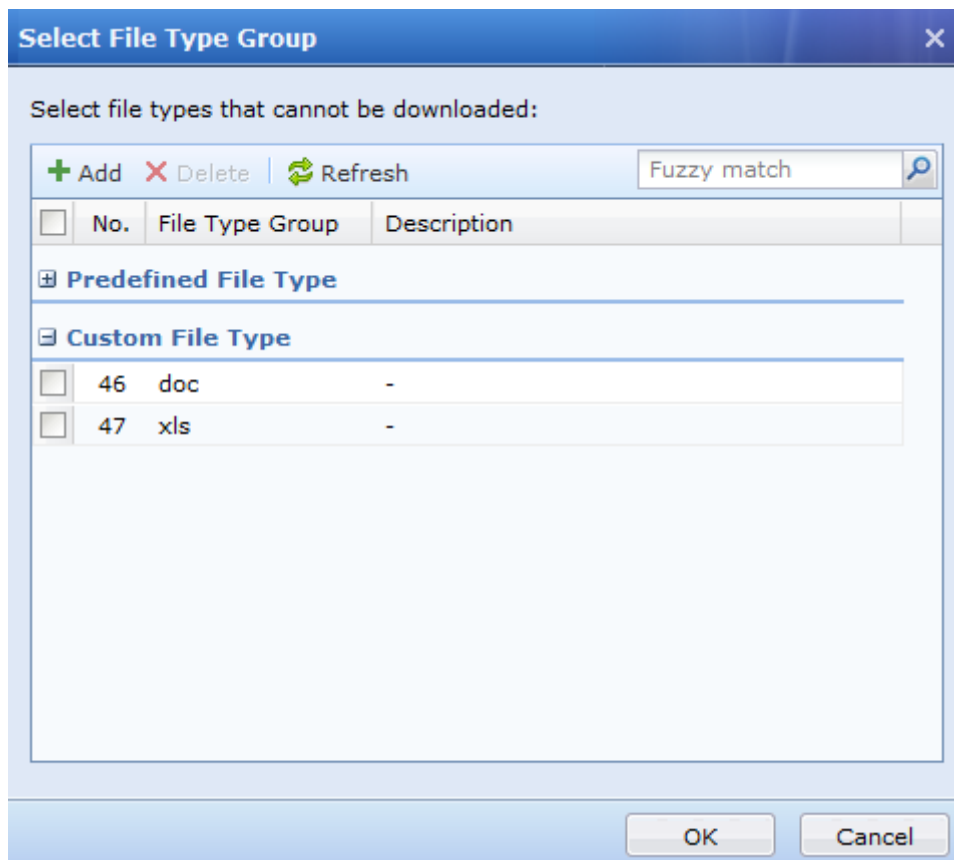 Select File Type Group
Select file types that cannot be downloaded:
Add Delete Refresh Fuzzy match
No. File Type Group Description
Predefined File Type
Custom File Type
46 doc -
47 xls -
OK Cancel